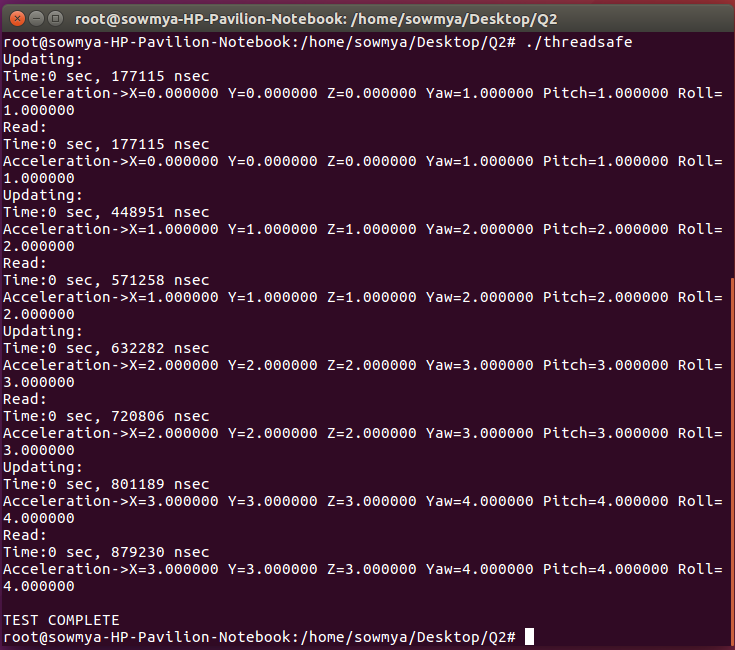 root@sowmya-HP-Pavilion-Notebook: /home/sowmya/Desktop/Q2
root@sowmya-HP-Pavilion-Notebook:/home/sowmya/Desktop/Q2# ./threadsafe
Updating:
Time:0 sec, 177115 nsec
Acceleration->X=0.000000 Y=0.000000 Z=0.000000 Yaw=1.000000 Pitch=1.000000 Roll=
1.000000
Read:
Time:0 sec, 177115 nsec
Acceleration->X=0.000000 Y=0.000000 Z=0.000000 Yaw=1.000000 Pitch=1.000000 Roll=
1.000000
Updating:
Time:0 sec, 448951 nsec
Acceleration->X=1.000000 Y=1.000000 Z=1.000000 Yaw=2.000000 Pitch=2.000000 Roll=
2.000000
Read:
Time:0 sec, 571258 nsec
Acceleration->X=1.000000 Y=1.000000 Z=1.000000 Yaw=2.000000 Pitch=2.000000 Roll=
2.000000
Updating:
Time:0 sec, 632282 nsec
Acceleration->X=2.000000 Y=2.000000 Z=2.000000 Yaw=3.000000 Pitch=3.000000 Roll=
3.000000
Read:
Time:0 sec, 720806 nsec
Acceleration->X=2.000000 Y=2.000000 Z=2.000000 Yaw=3.000000 Pitch=3.000000 Roll=
3.000000
Updating:
Time:0 sec, 801189 nsec
Acceleration->X=3.000000 Y=3.000000 Z=3.000000 Yaw=4.000000 Pitch=4.000000 Roll=
4.000000
Read:
Time:0 sec, 879230 nsec
Acceleration->X=3.000000 Y=3.000000 Z=3.000000 Yaw=4.000000 Pitch=4.000000 Roll=
4.000000
TEST COMPLETE
root@sowmya-HP-Pavilion-Notebook:/home/sowmya/Desktop/Q2#